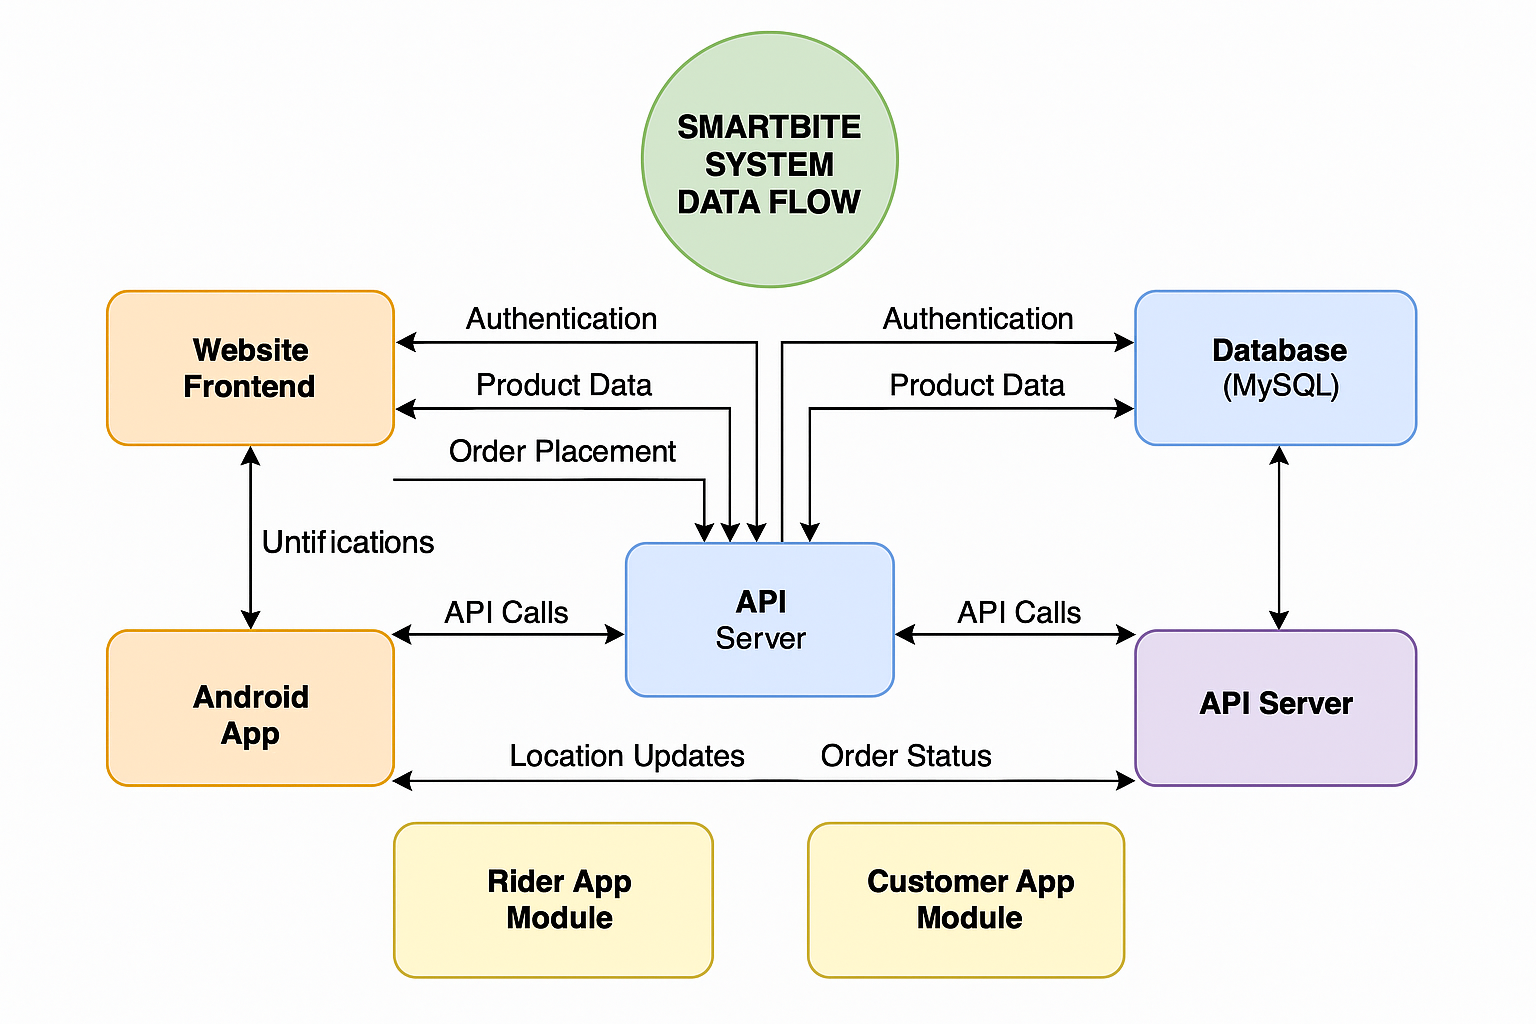 SMARTBITE
SYSTEM
DATA FLOW
Authentication
Authentication
Website
Frontend
Database
(MySQL)
Product Data
Product Data
Order Placement
Untifications
API Calls
API
Server
API Calls
Android
App
API Server
Location Updates
Order Status
Rider App
Module
Customer App
Module